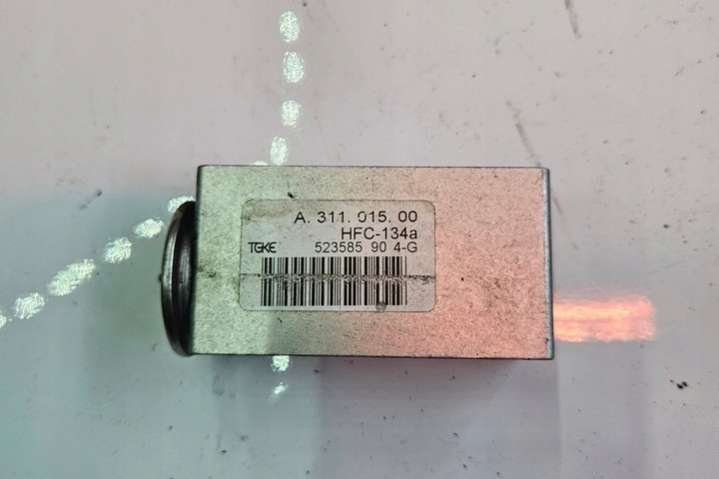 A. 311. 015. 00
HFC-134a
TGKE 523585 90 4-G